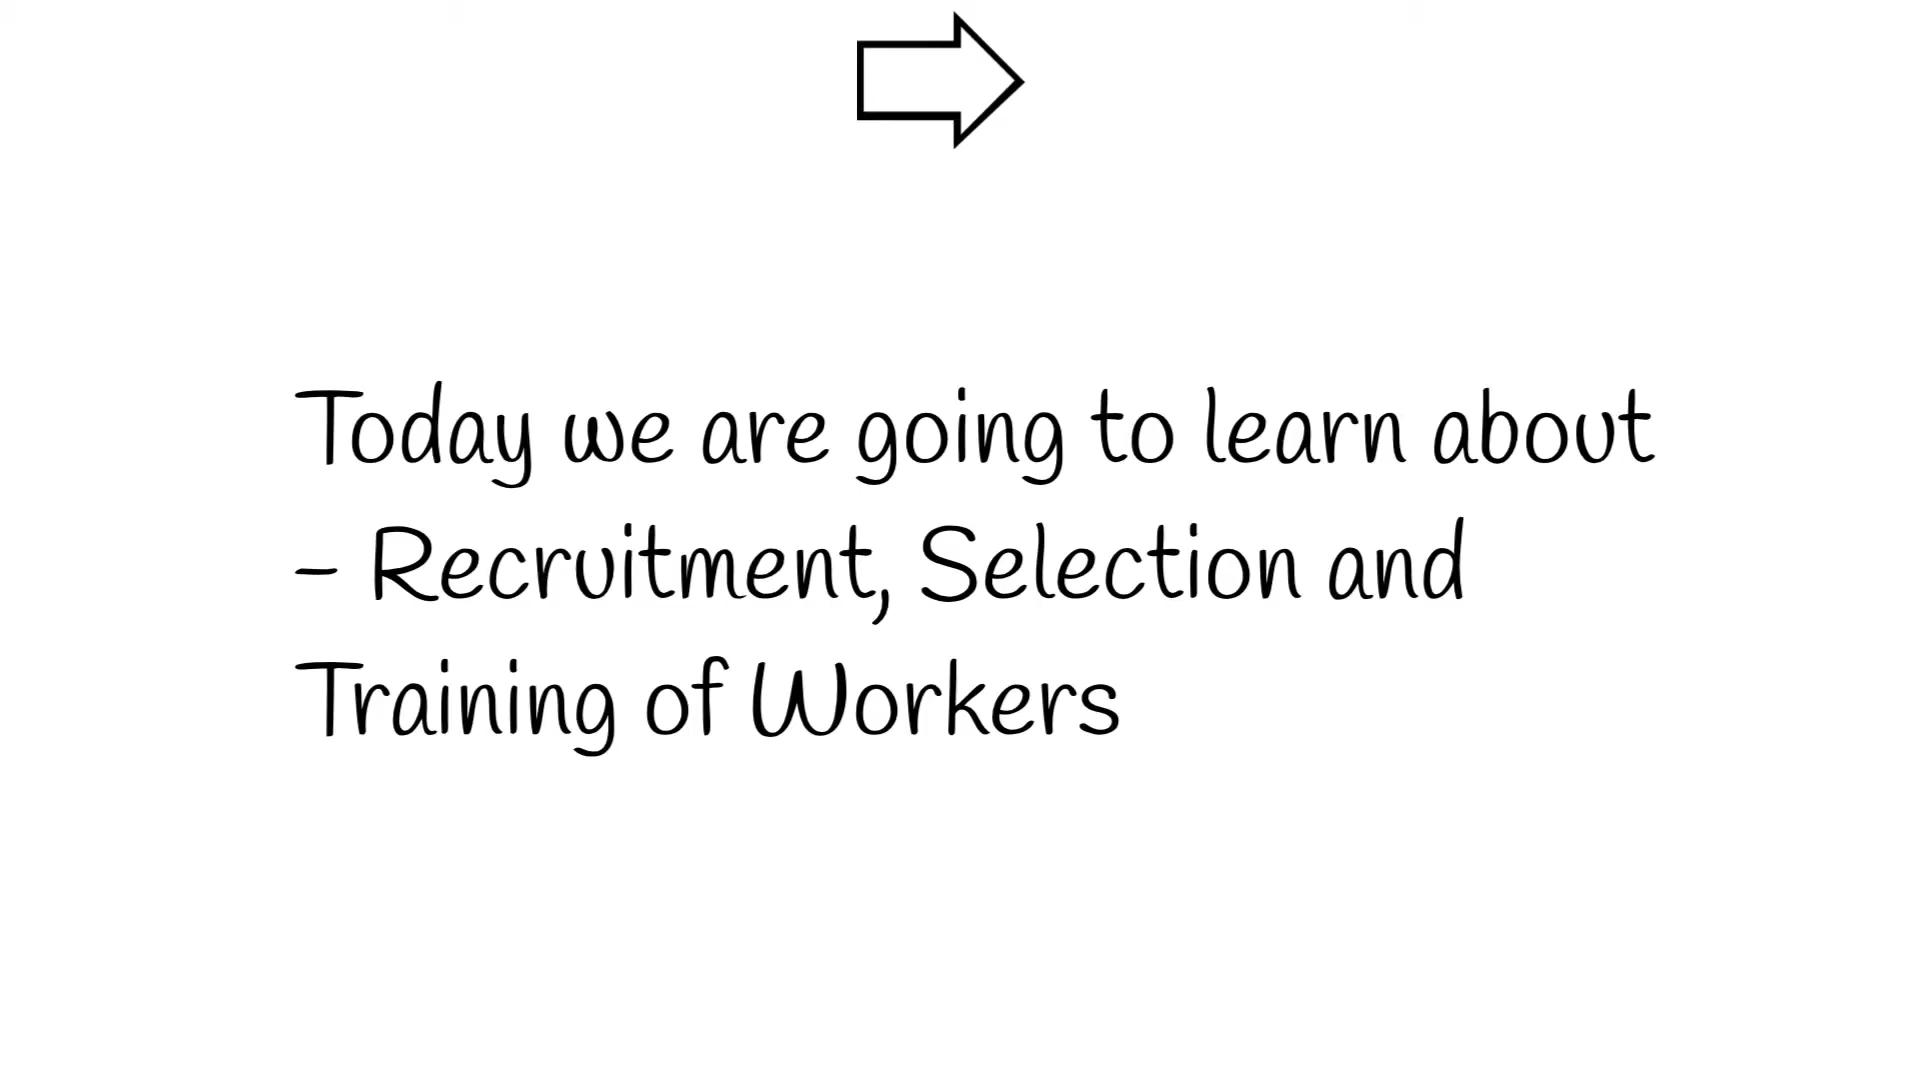 Today we are going to learn about
- Recruitment, Selection and
Training of Workers